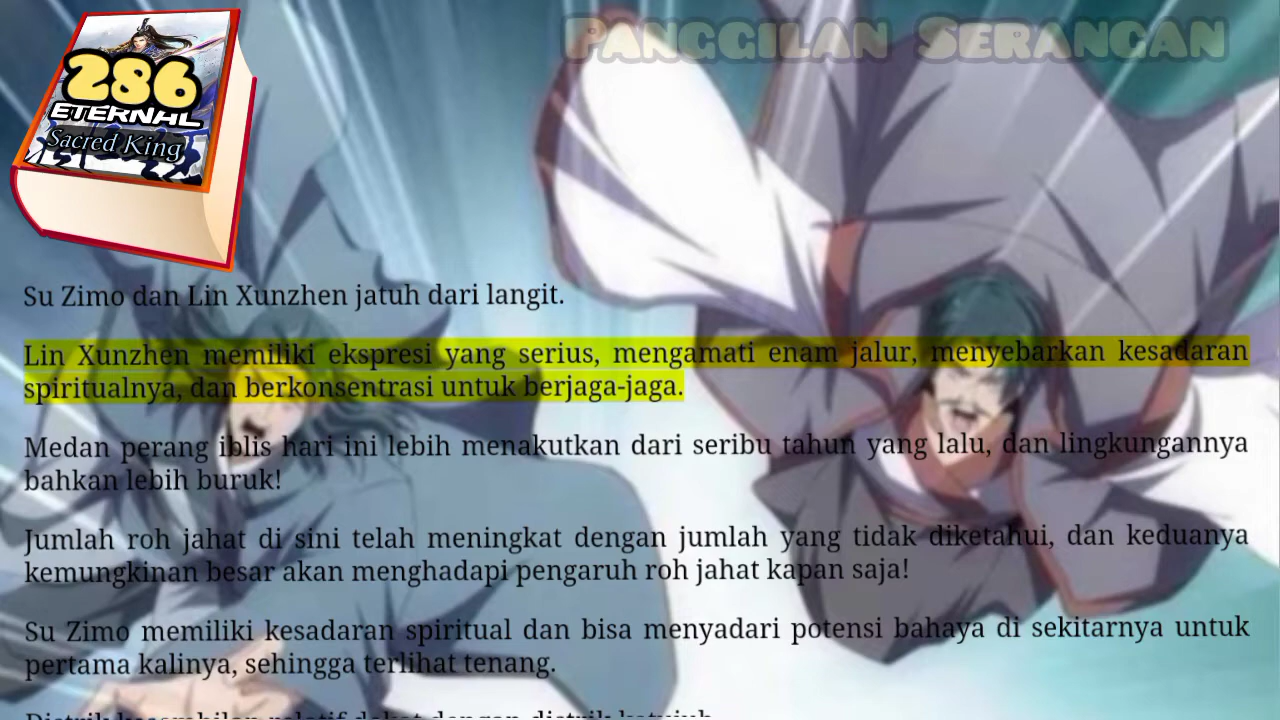 Panggilan Serangan
286
ETERNAL
Sacred King
Su Zimo dan Lin Xunzhen jatuh dari langit.
Lin Xunzhen memiliki ekspresi yang serius, mengamati enam jalur, menyebarkan kesadaran
spiritualnya, dan berkonsentrasi untuk berjaga-jaga.
Medan perang iblis hari ini lebih menakutkan dari seribu tahun yang lalu, dan lingkungannya
bahkan lebih buruk!
Jumlah roh jahat di sini telah meningkat dengan jumlah yang tidak diketahui, dan keduanya
kemungkinan besar akan menghadapi pengaruh roh jahat kapan saja!
Su Zimo memiliki kesadaran spiritual dan bisa menyadari potensi bahaya di sekitarnya untuk
pertama kalinya, sehingga terlihat tenang.